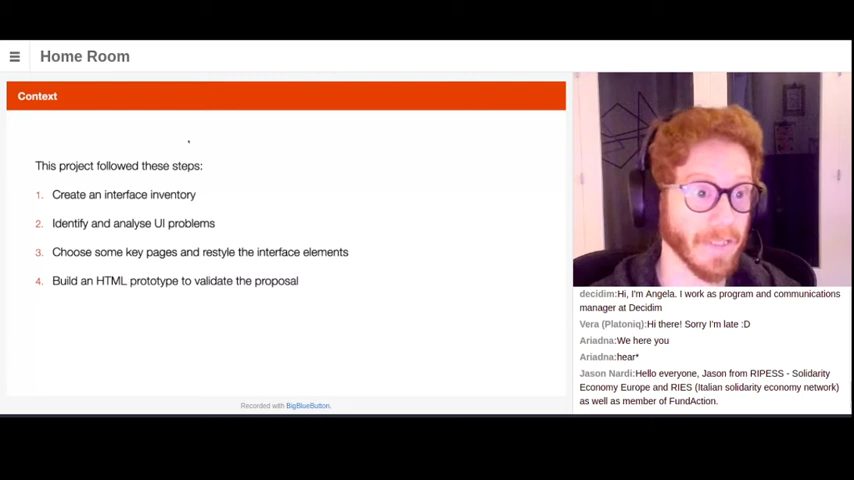 Home Room
Context
This project followed these steps:
1. Create an interface inventory
2. Identify and analyse UI problems
3. Choose some key pages and restyle the interface elements
4. Build an HTML prototype to validate the proposal
Recorded with BigBlueButton.
decidim:Hi, I'm Angela. I work as program and communications
manager at Decidim
Vera (Platoniq):Hi there! Sorry I'm late :D
Ariadna:We here you
Ariadna:hear*
Jason Nardi:Hello everyone, Jason from RIPESS - Solidarity
Economy Europe and RIES (Italian solidarity economy network)
as well as member of FundAction.